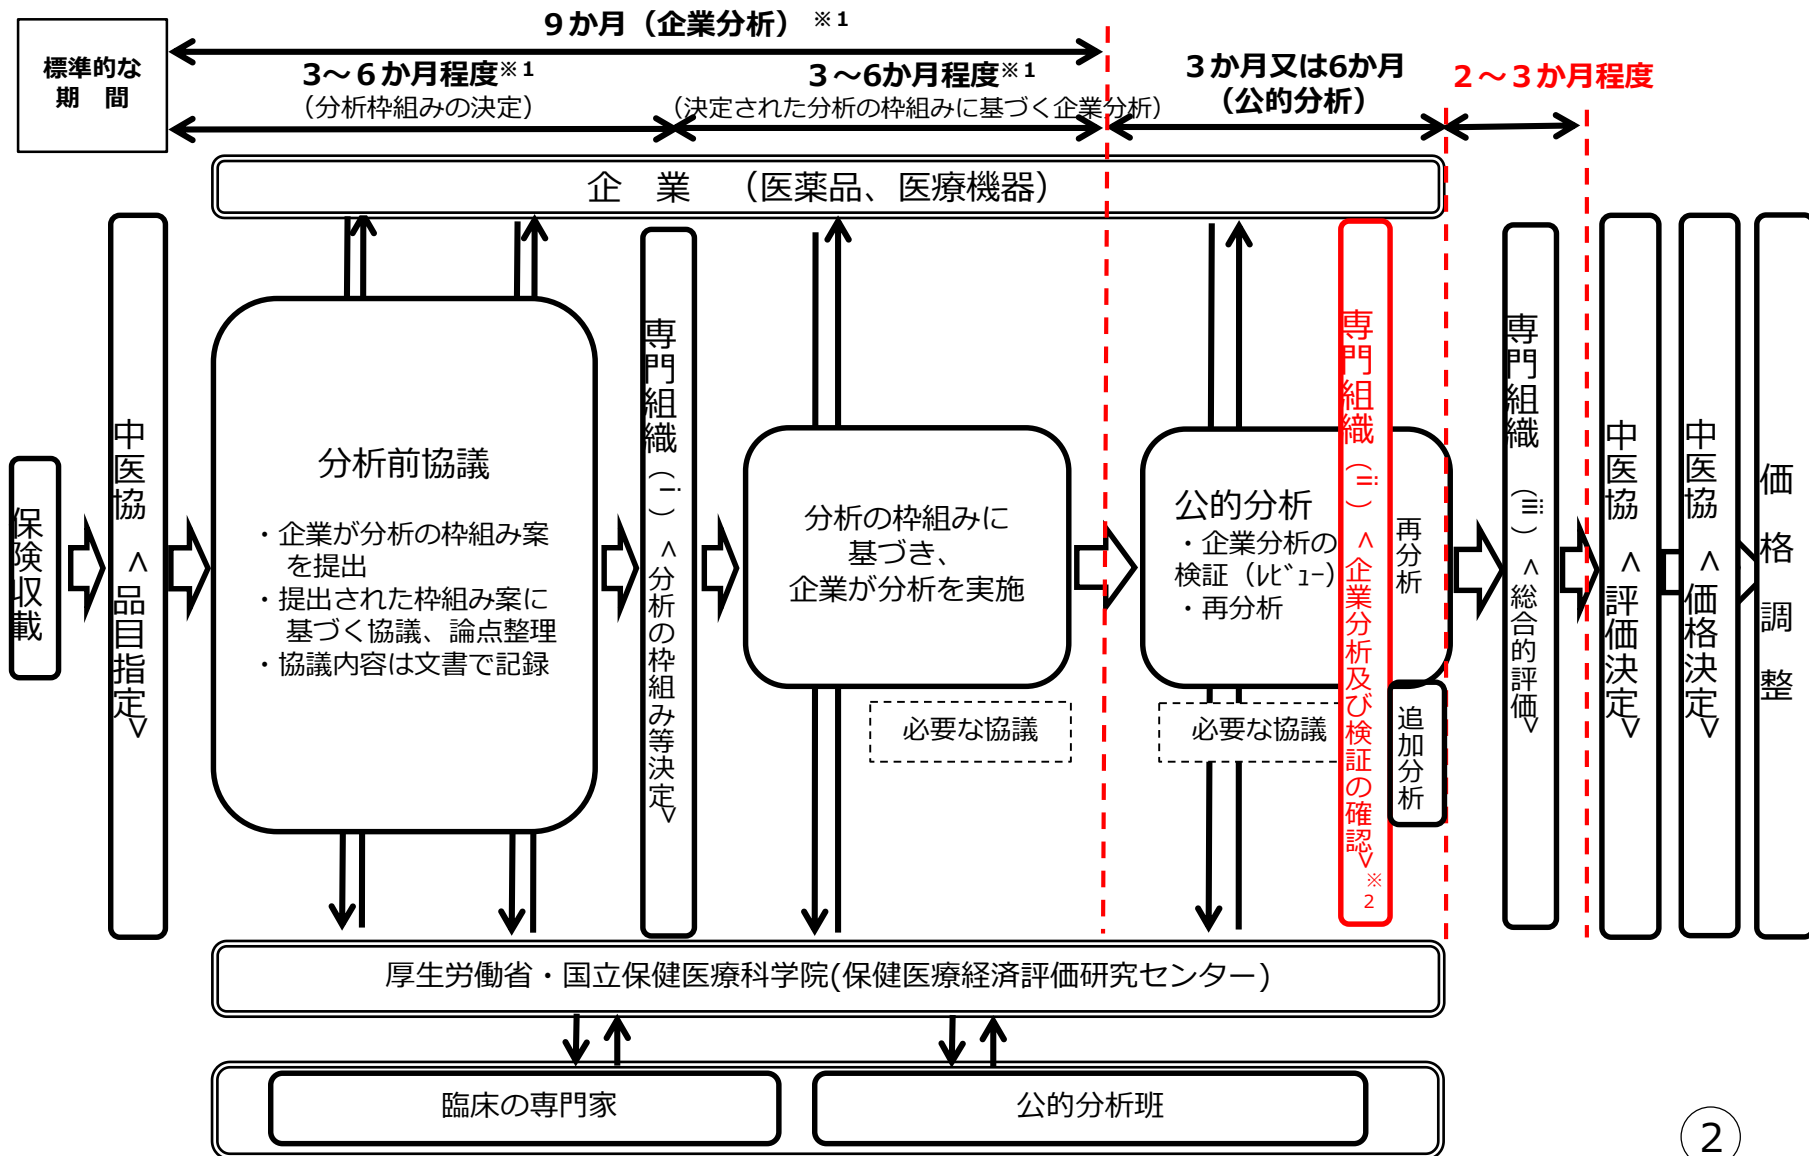 標準的な
期　間
９か月（企業分析）※１
3～６か月程度※１
（分析枠組みの決定）
３～6か月程度※１
（決定された分析の枠組みに基づく企業分析）
３か月又は6か月
（公的分析）
２～３か月程度
企　業　（医薬品、医療機器）
保険収載
中医協＜品目指定＞
分析前協議
・企業が分析の枠組み案
を提出
・提出された枠組み案に
基づく協議、論点整理
・協議内容は文書で記録
専門組織（ⅰ）＜分析の枠組み等決定＞
分析の枠組みに
基づき、
企業が分析を実施
必要な協議
公的分析
・企業分析の
検証（ﾚﾋﾞｭｰ）
・再分析
必要な協議
専門組織（ⅱ）＜企業分析及び検証の確認＞※2
再分析
追加分析
専門組織（ⅲ）＜総合的評価＞
中医協＜評価決定＞
中医協＜価格決定＞
価格調整
厚生労働省・国立保健医療科学院(保健医療経済評価研究センター)
臨床の専門家
公的分析班
②